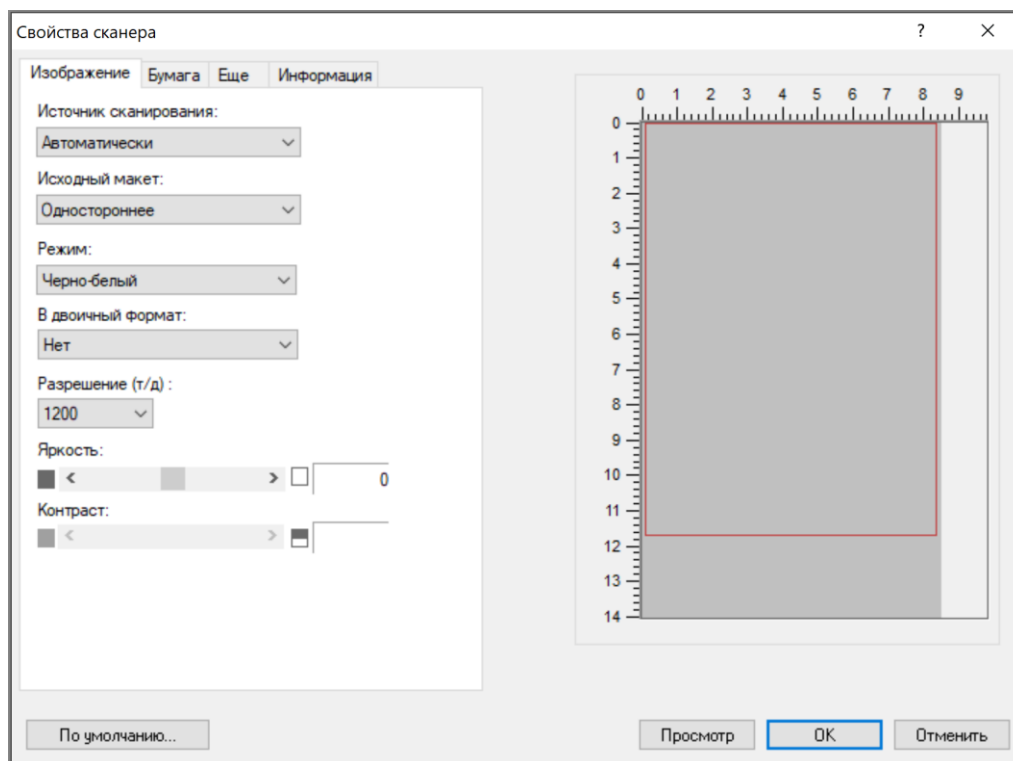 Свойства сканера ?
Изображение Бумага Еще Информация
Источник сканирования:
Автоматически
Исходный макет:
Одностороннее
Режим:
Черно-белый
В двоичный формат:
Нет
Разрешение (т/д) :
1200
Яркость:
0
Контраст:
0 1 2 3 4 5 6 7 8 9
0
1
2
3
4
5
6
7
8
9
10
11
12
13
14
По умолчанию... Просмотр OK Отменить